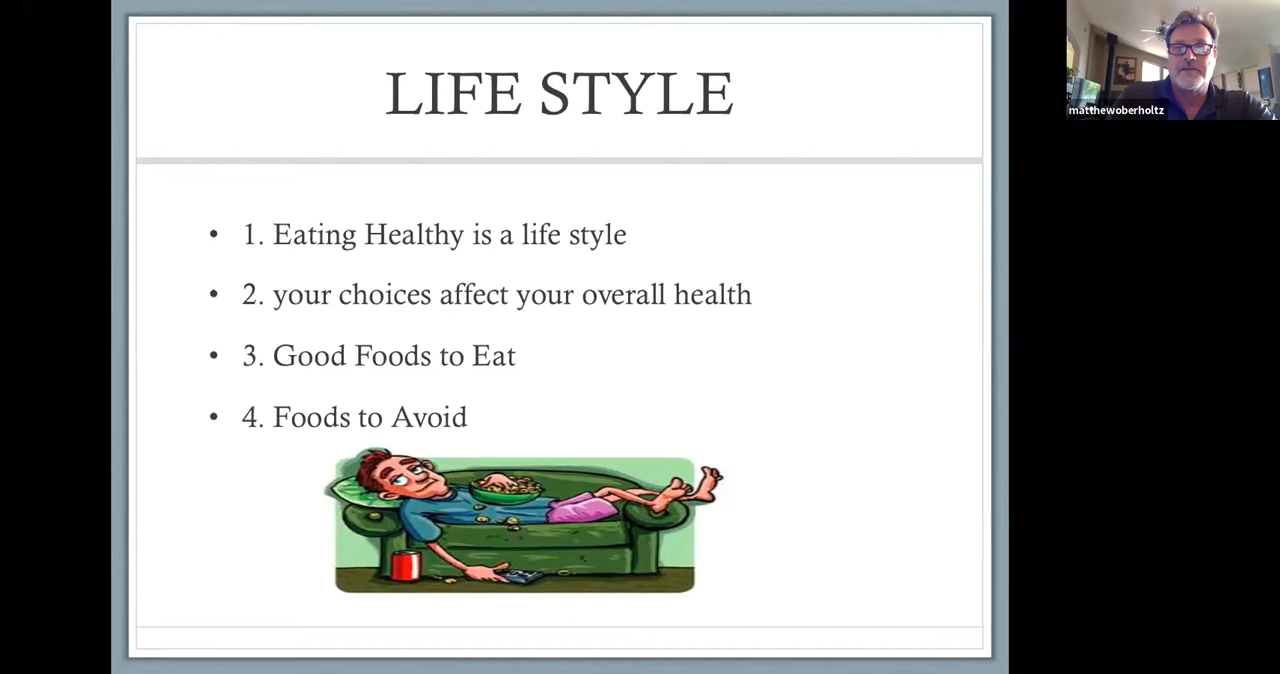 LIFE STYLE
matthewoberholtz
• 1. Eating Healthy is a life style
• 2. your choices affect your overall health
• 3. Good Foods to Eat
• 4. Foods to Avoid